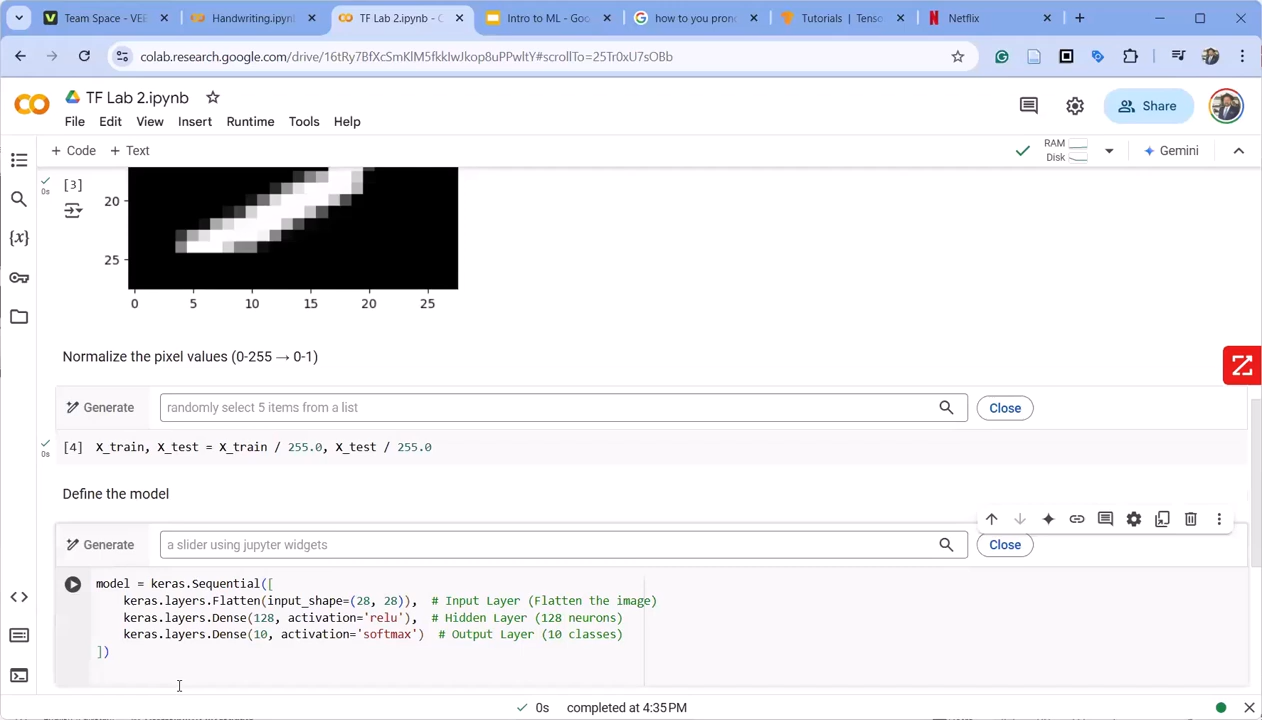 Team Space - VEE
Handwriting.ipynb
TF Lab 2.ipynb - C
Intro to ML - Goo
how to you pron
Tutorials | Tenso
Netflix
colab.research.google.com/drive/16tRy7BfXcSmKlM5fkkIwJkop8uPPwltY#scrollTo=25Tr0xU7sOBb
TF Lab 2.ipynb
File Edit View Insert Runtime Tools Help
Share
+ Code + Text
RAM
Disk
Gemini
[3]
0s
20
25
0 5 10 15 20 25
Normalize the pixel values (0-255 → 0-1)
Generate
randomly select 5 items from a list
Close
0s
[4] X_train, X_test = X_train / 255.0, X_test / 255.0
Define the model
Generate
a slider using jupyter widgets
Close
model = keras.Sequential([
keras.layers.Flatten(input_shape=(28, 28)), # Input Layer (Flatten the image)
keras.layers.Dense(128, activation='relu'), # Hidden Layer (128 neurons)
keras.layers.Dense(10, activation='softmax') # Output Layer (10 classes)
])
0s completed at 4:35PM